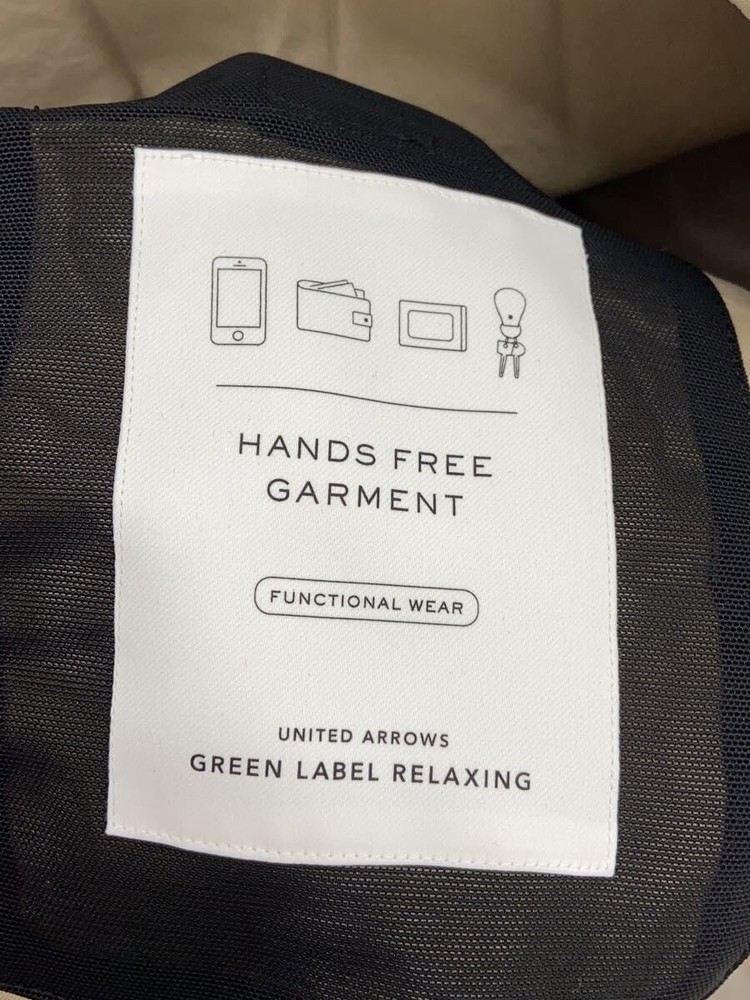 HANDS FREE
GARMENT
FUNCTIONAL WEAR
UNITED ARROWS
GREEN LABEL RELAXING